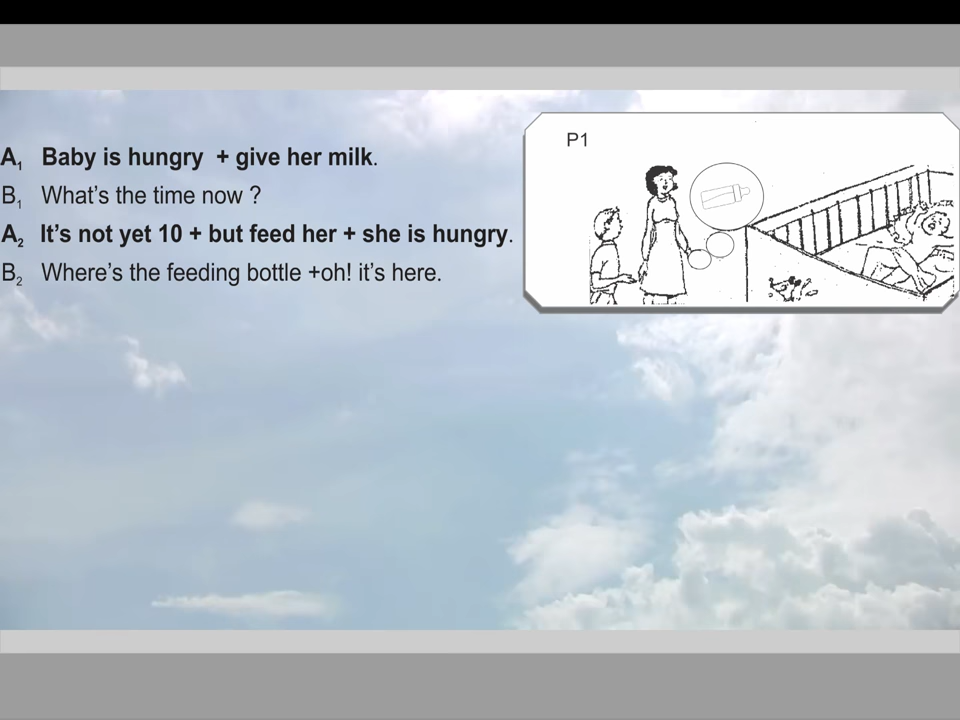 A1 Baby is hungry + give her milk.
B1 What's the time now ?
A2 It's not yet 10 + but feed her + she is hungry.
B2 Where's the feeding bottle +oh! it's here.
P1